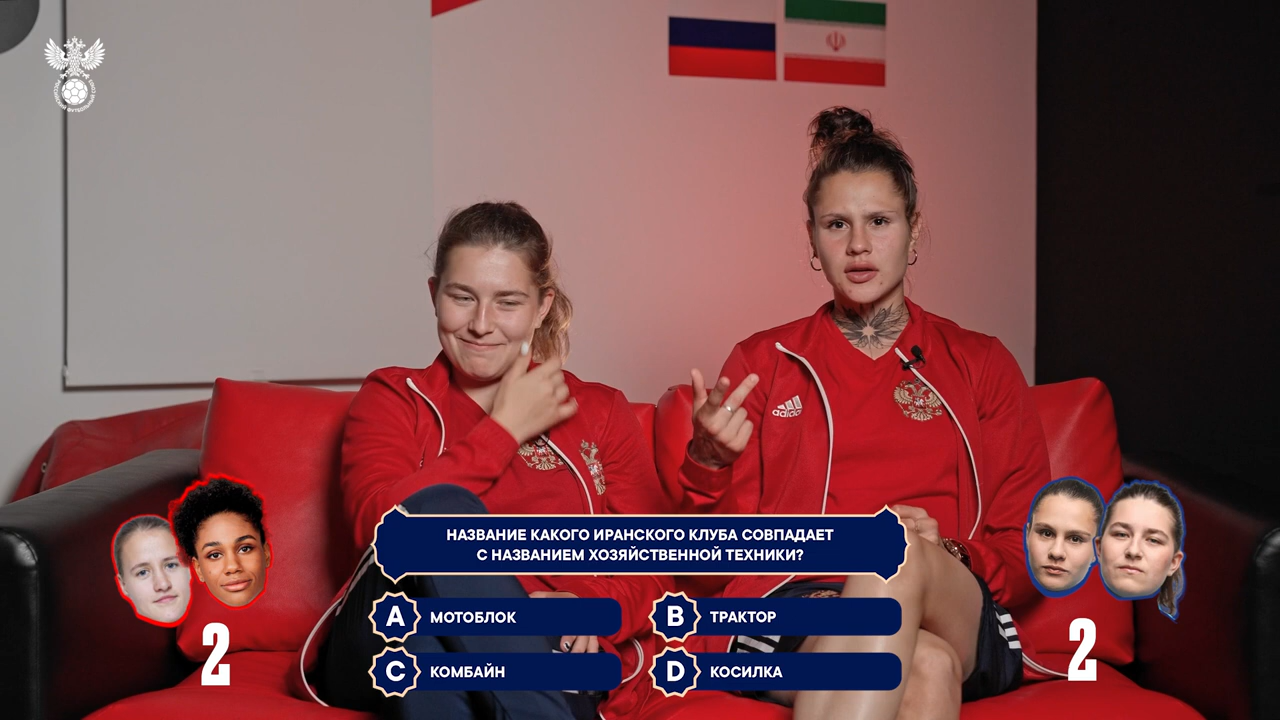 adidas
НАЗВАНИЕ КАКОГО ИРАНСКОГО КЛУБА СОВПАДАЕТ
С НАЗВАНИЕМ ХОЗЯЙСТВЕННОЙ ТЕХНИКИ?
A МОТОБЛОК
B ТРАКТОР
C КОМБАЙН
D КОСИЛКА
2
2